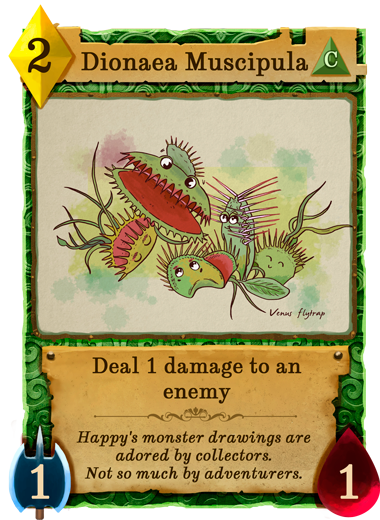 2
Dionaea Muscipula
C
Venus flytrap
Deal 1 damage to an
enemy
Happy's monster drawings are
adored by collectors.
Not so much by adventurers.
1
1